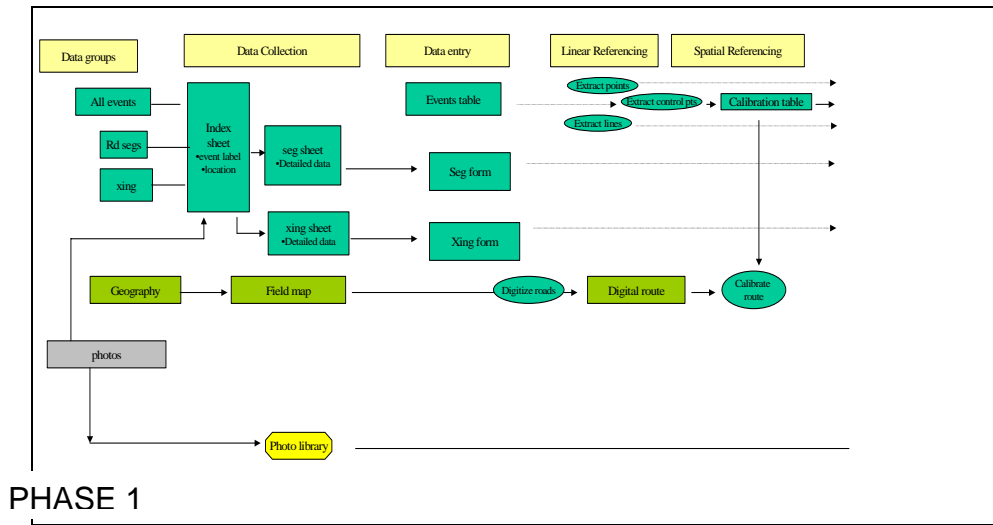 Data groups
Data Collection
Data entry
Linear Referencing
Spatial Referencing
All events
Rd segs
xing
Index
sheet
•event label
•location
seg sheet
•Detailed data
xing sheet
•Detailed data
Events table
Seg form
Xing form
Extract points
Extract control pts
Extract lines
Calibration table
Geography
Field map
Digitize roads
Digital route
Calibrate
route
photos
Photo library
PHASE 1